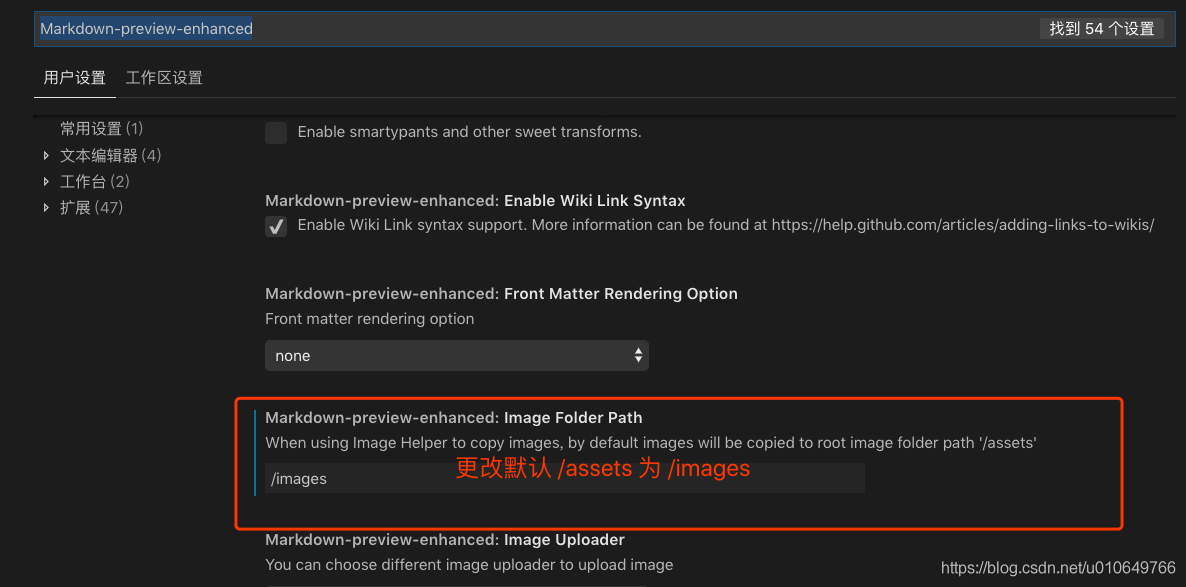 Markdown-preview-enhanced
找到 54 个设置
用户设置 工作区设置
常用设置 (1)
文本编辑器 (4)
工作台 (2)
扩展 (47)
Enable smartypants and other sweet transforms.
Markdown-preview-enhanced: Enable Wiki Link Syntax
Enable Wiki Link syntax support. More information can be found at https://help.github.com/articles/adding-links-to-wikis/
Markdown-preview-enhanced: Front Matter Rendering Option
Front matter rendering option
none
Markdown-preview-enhanced: Image Folder Path
When using Image Helper to copy images, by default images will be copied to root image folder path '/assets'
更改默认 /assets 为 /images
/images
Markdown-preview-enhanced: Image Uploader
You can choose different image uploader to upload image
https://blog.csdn.net/u010649766